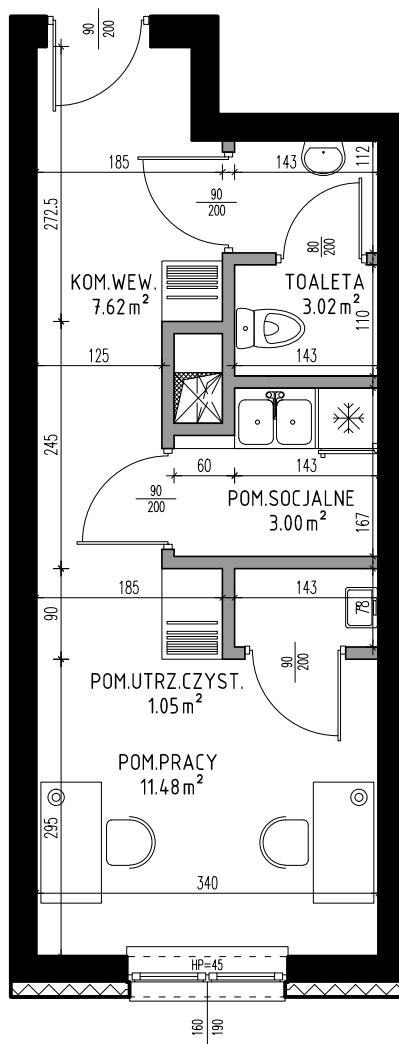 90
200
185
143
112
90
200
80
200
272.5
KOM.WEW.
7.62 m²
TOALETA
3.02 m²
110
125
143
245
60
143
90
200
POM.SOCJALNE
3.00 m²
167
185
143
78
90
90
200
POM.UTRZ.CZYST.
1.05 m²
POM.PRACY
11.48 m²
295
340
HP=45
160
190